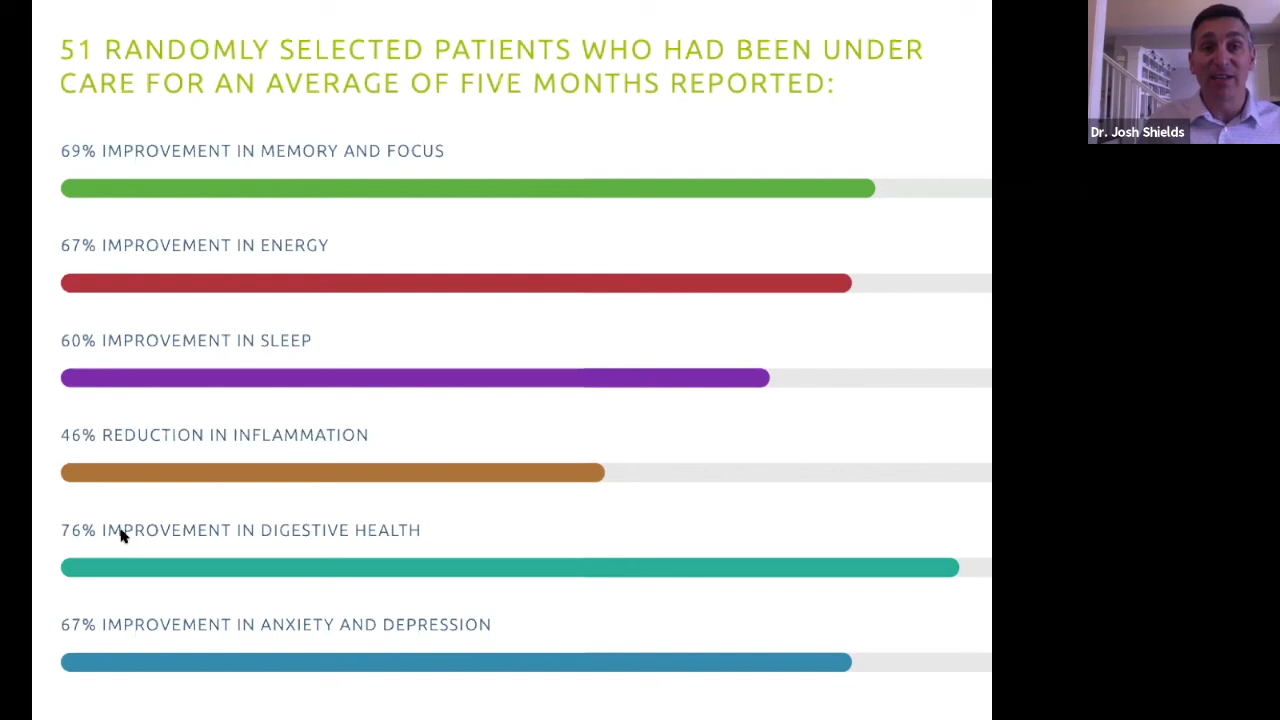 51 RANDOMLY SELECTED PATIENTS WHO HAD BEEN UNDER
CARE FOR AN AVERAGE OF FIVE MONTHS REPORTED:
69% IMPROVEMENT IN MEMORY AND FOCUS
67% IMPROVEMENT IN ENERGY
60% IMPROVEMENT IN SLEEP
46% REDUCTION IN INFLAMMATION
76% IMPROVEMENT IN DIGESTIVE HEALTH
67% IMPROVEMENT IN ANXIETY AND DEPRESSION
Dr. Josh Shields